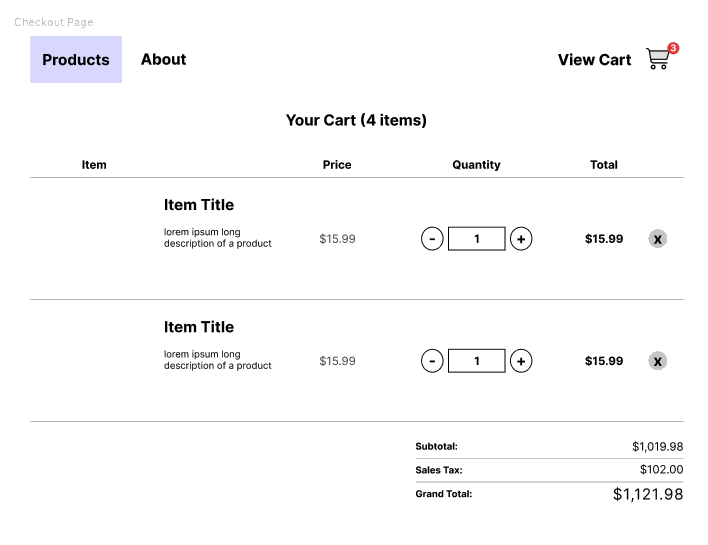 Checkout Page
Products About View Cart 3
Your Cart (4 items)
Item Price Quantity Total
Item Title
lorem ipsum long
description of a product
$15.99 - 1 + $15.99 X
Item Title
lorem ipsum long
description of a product
$15.99 - 1 + $15.99 X
Subtotal: $1,019.98
Sales Tax: $102.00
Grand Total: $1,121.98